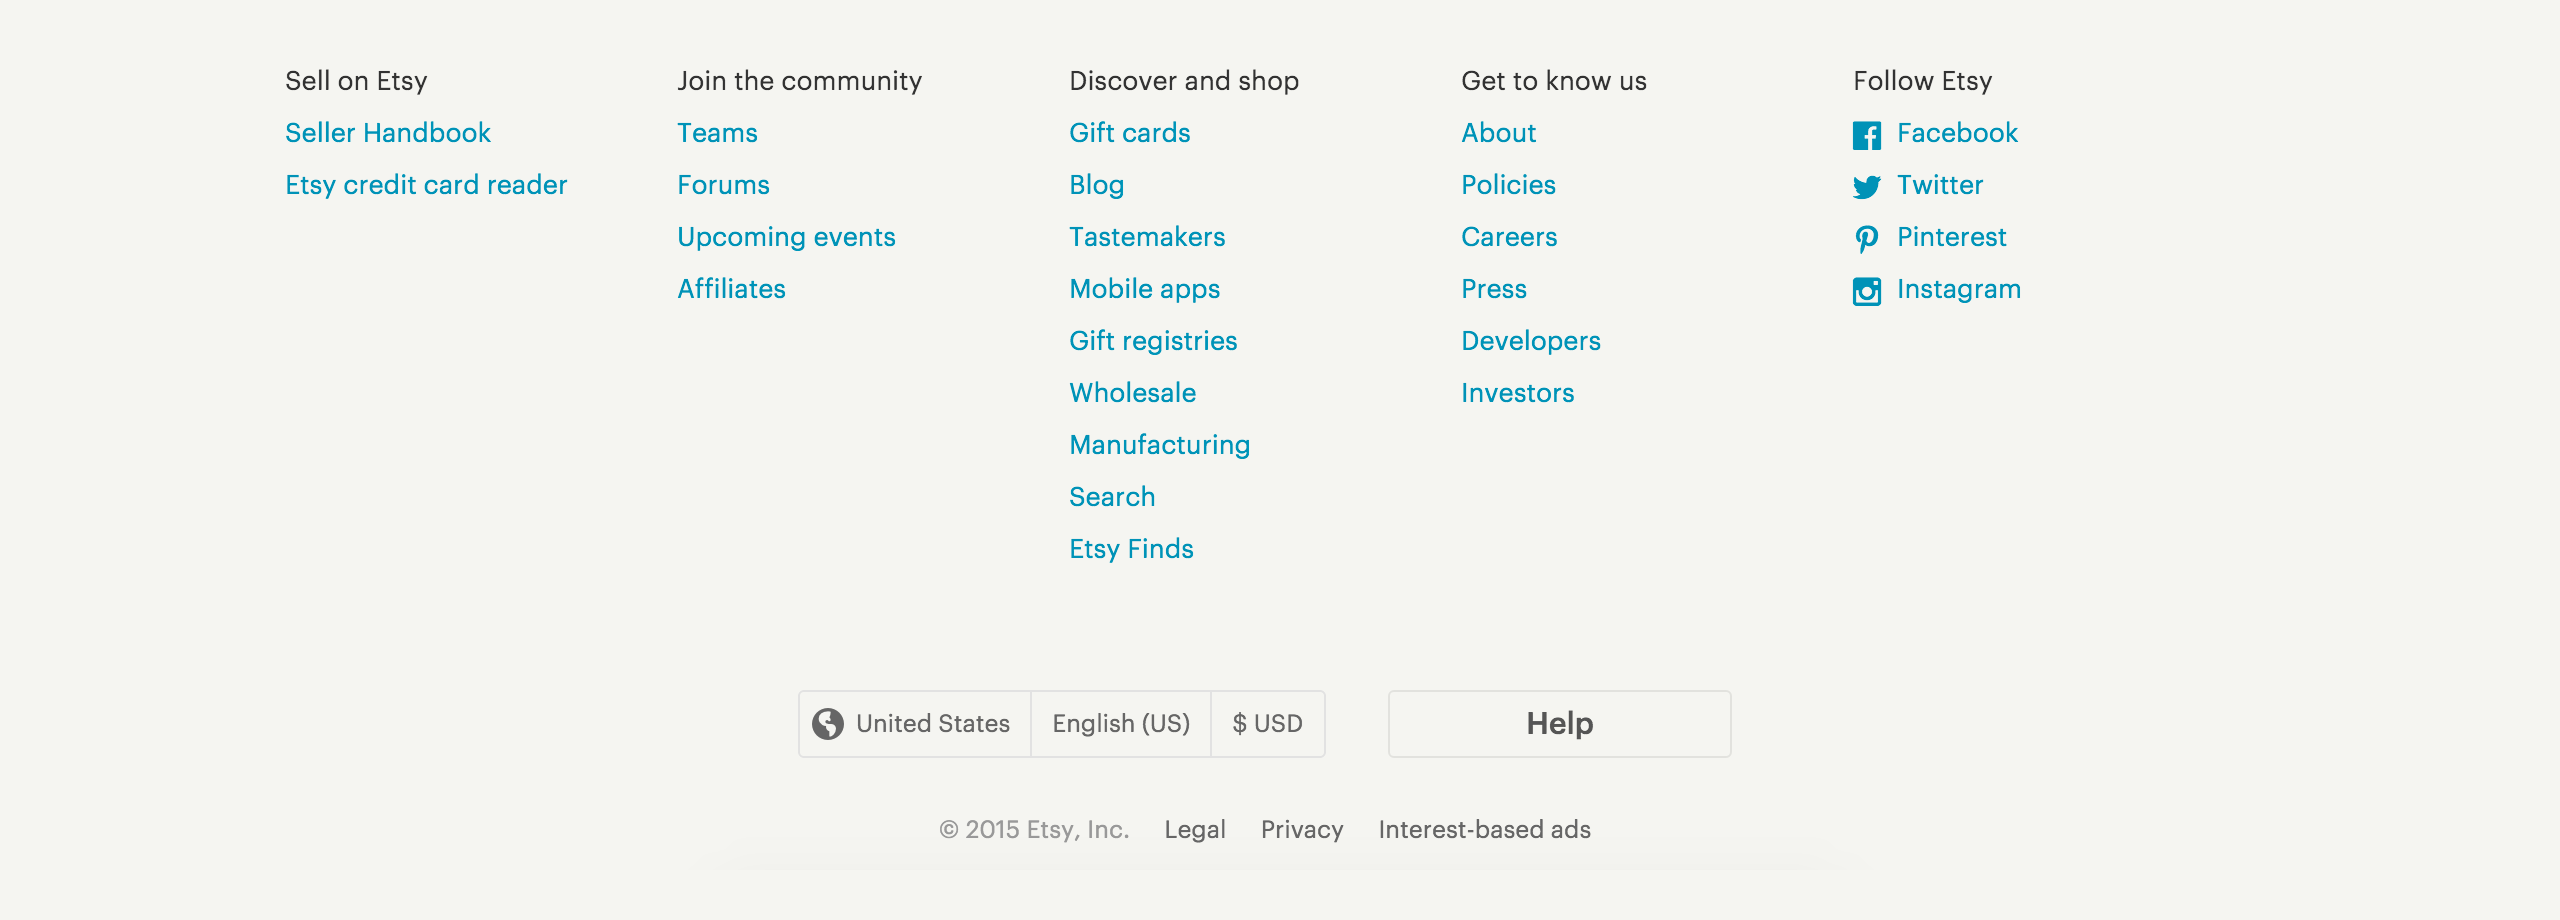 Sell on Etsy
Seller Handbook
Etsy credit card reader
Join the community
Teams
Forums
Upcoming events
Affiliates
Discover and shop
Gift cards
Blog
Tastemakers
Mobile apps
Gift registries
Wholesale
Manufacturing
Search
Etsy Finds
Get to know us
About
Policies
Careers
Press
Developers
Investors
Follow Etsy
Facebook
Twitter
Pinterest
Instagram
United States English (US) $ USD Help
© 2015 Etsy, Inc. Legal Privacy Interest-based ads